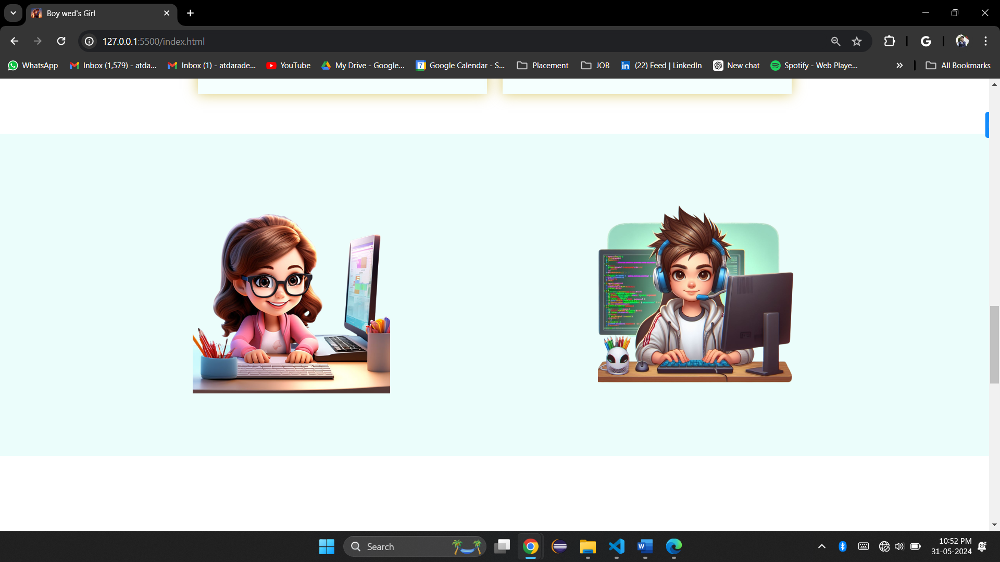 Boy wed's Girl
127.0.0.1:5500/index.html
WhatsApp
Inbox (1,579) - atda...
Inbox (1) - atdarade...
YouTube
My Drive - Google...
7
Google Calendar - S...
Placement
JOB
in
(22) Feed | LinkedIn
New chat
Spotify - Web Playe...
All Bookmarks
Search
W
10:52 PM
31-05-2024